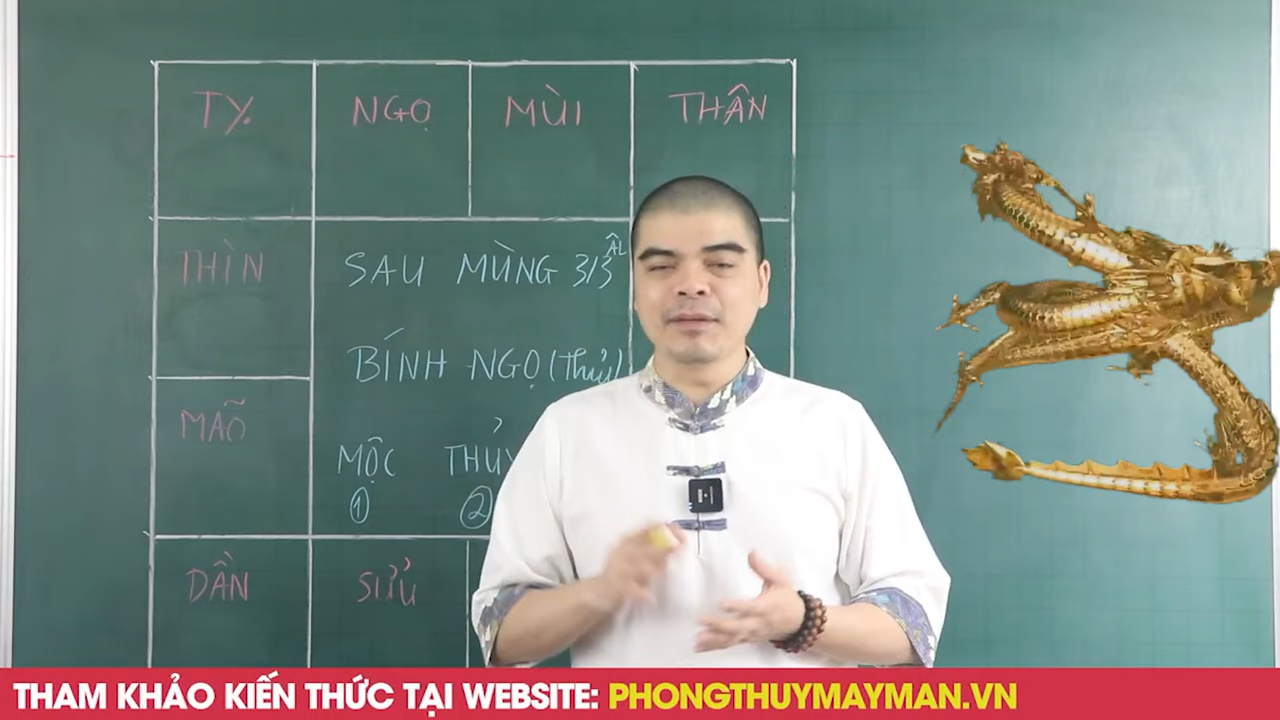 TỴ NGỌ MÙI THÂN
THÌN
SAU MÙNG 3/3 ÂL
BÍNH NGỌ (Thuỷ)
MÃO
MỘC THỦY
① ②
DẦN SỬU
THAM KHẢO KIẾN THỨC TẠI WEBSITE: PHONGTHUYMAYMAN.VN